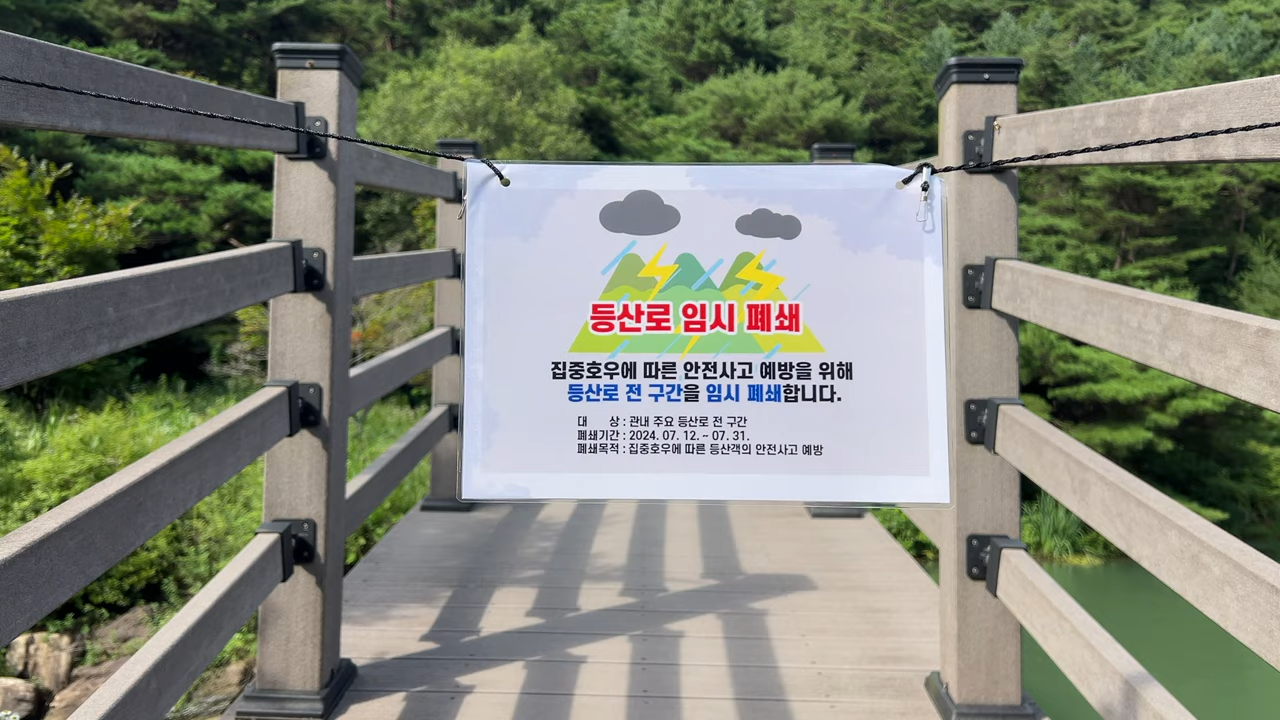 등산로 임시 폐쇄
집중호우에 따른 안전사고 예방을 위해
등산로 전 구간을 임시 폐쇄합니다.
대 상 : 관내 주요 등산로 전 구간
폐쇄기간 : 2024. 07. 12. ~ 07. 31.
폐쇄목적 : 집중호우에 따른 등산객의 안전사고 예방